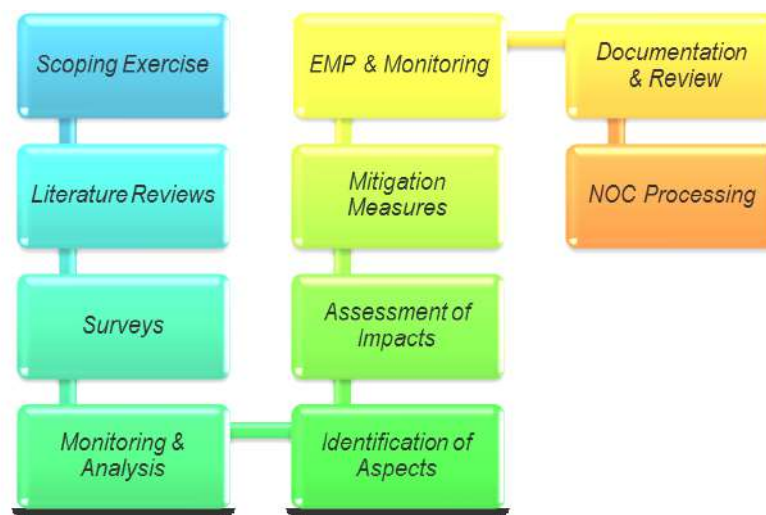 Scoping Exercise
Literature Reviews
Surveys
Monitoring &
Analysis
Identification of
Aspects
Assessment of
Impacts
Mitigation
Measures
EMP & Monitoring
Documentation
& Review
NOC Processing